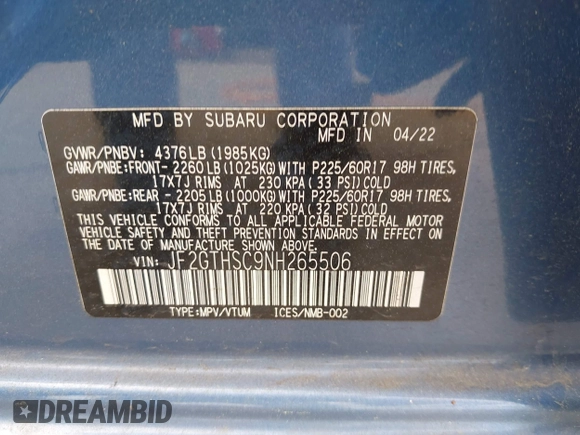 MFD BY SUBARU CORPORATION
MFD IN 04/22
GVWR/PNBV: 4376LB (1985KG)
GAWR/PNBE:FRONT- 2260LB (1025KG)WITH P225/60R17 98H TIRES,
17X7J RIMS AT 230 KPA (33 PSI)COLD
GAWR/PNBE:REAR - 2205LB (1000KG)WITH P225/60R17 98H TIRES,
17X7J RIMS AT 220 KPA (32 PSI)COLD
THIS VEHICLE CONFORMS TO ALL APPLICABLE FEDERAL MOTOR
VEHICLE SAFETY AND THEFT PREVENTION STANDARDS IN EFFECT
ON THE DATE OF MANUFACTURE SHOWN ABOVE.
VIN: JF2GTHSC9NH265506
TYPE:MPV/VTUM ICES/NMB-002
DREAMBID